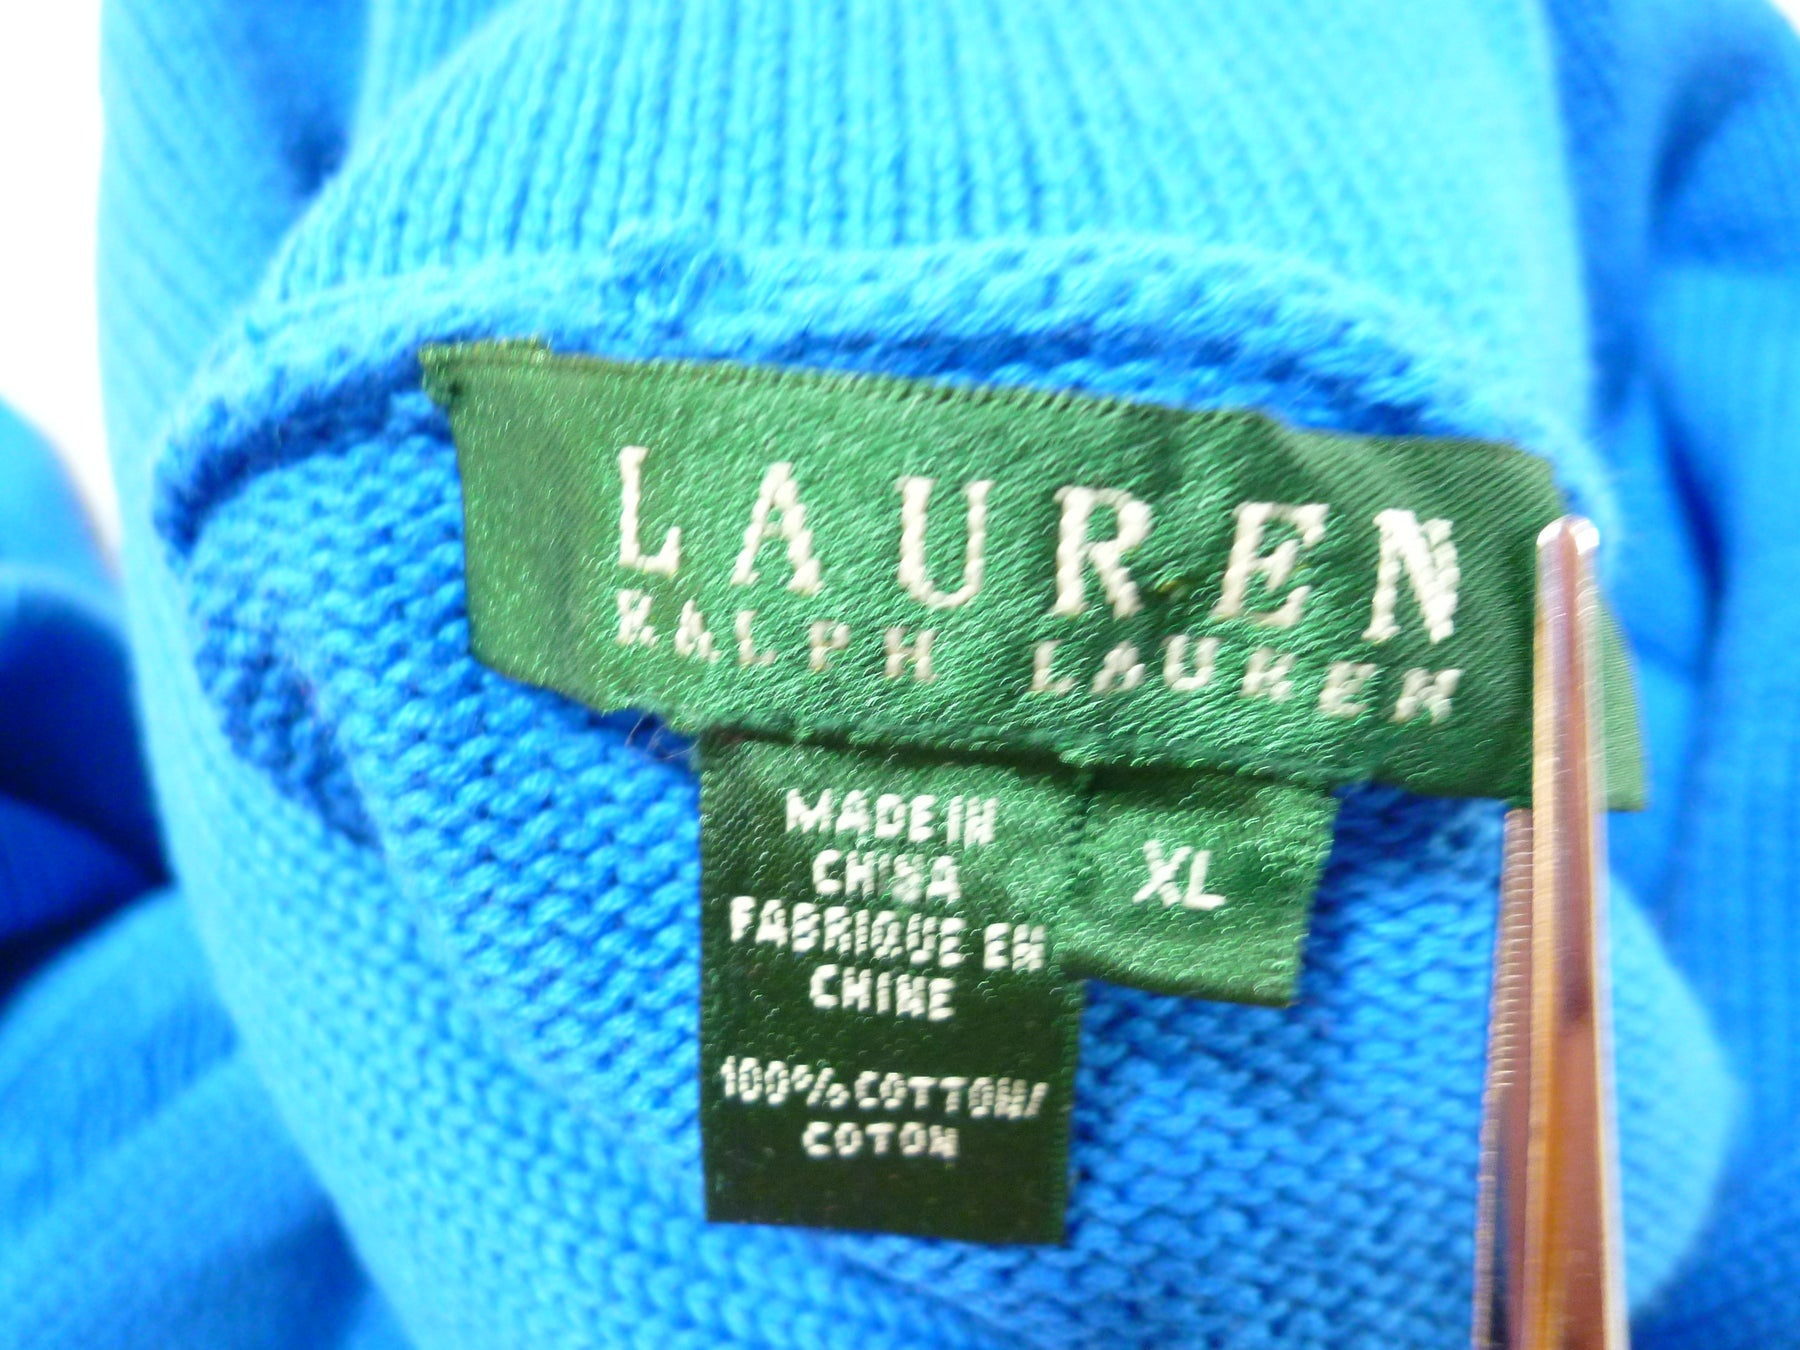 LAUREN
RALPH LAUREN
MADE IN
CHINA
FABRIQUE EN
CHINE
100% COTTON/
COTON
XL